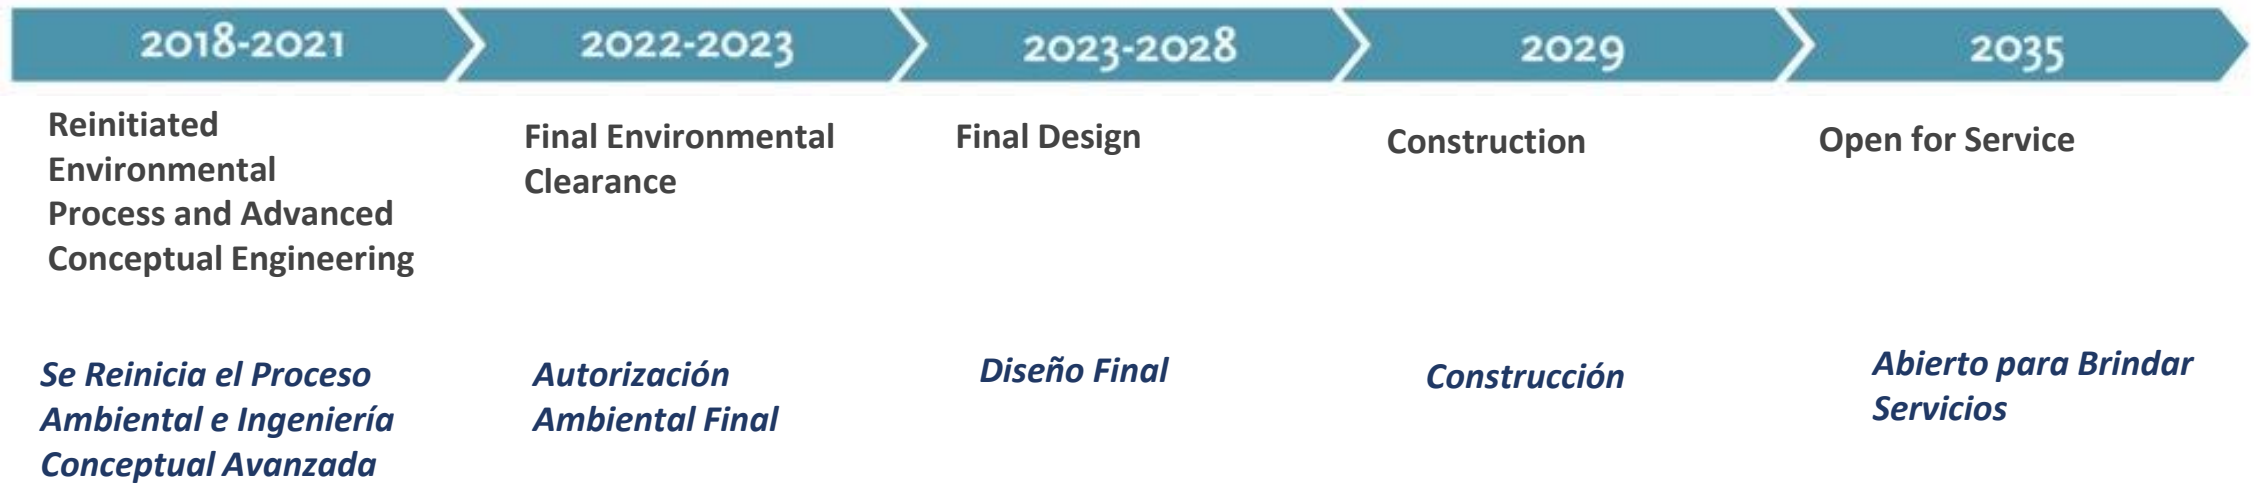 2018-2021
2022-2023
2023-2028
2029
2035
Reinitiated
Environmental
Process and Advanced
Conceptual Engineering
Final Environmental
Clearance
Final Design
Construction
Open for Service
Se Reinicia el Proceso
Ambiental e Ingeniería
Conceptual Avanzada
Autorización
Ambiental Final
Diseño Final
Construcción
Abierto para Brindar
Servicios